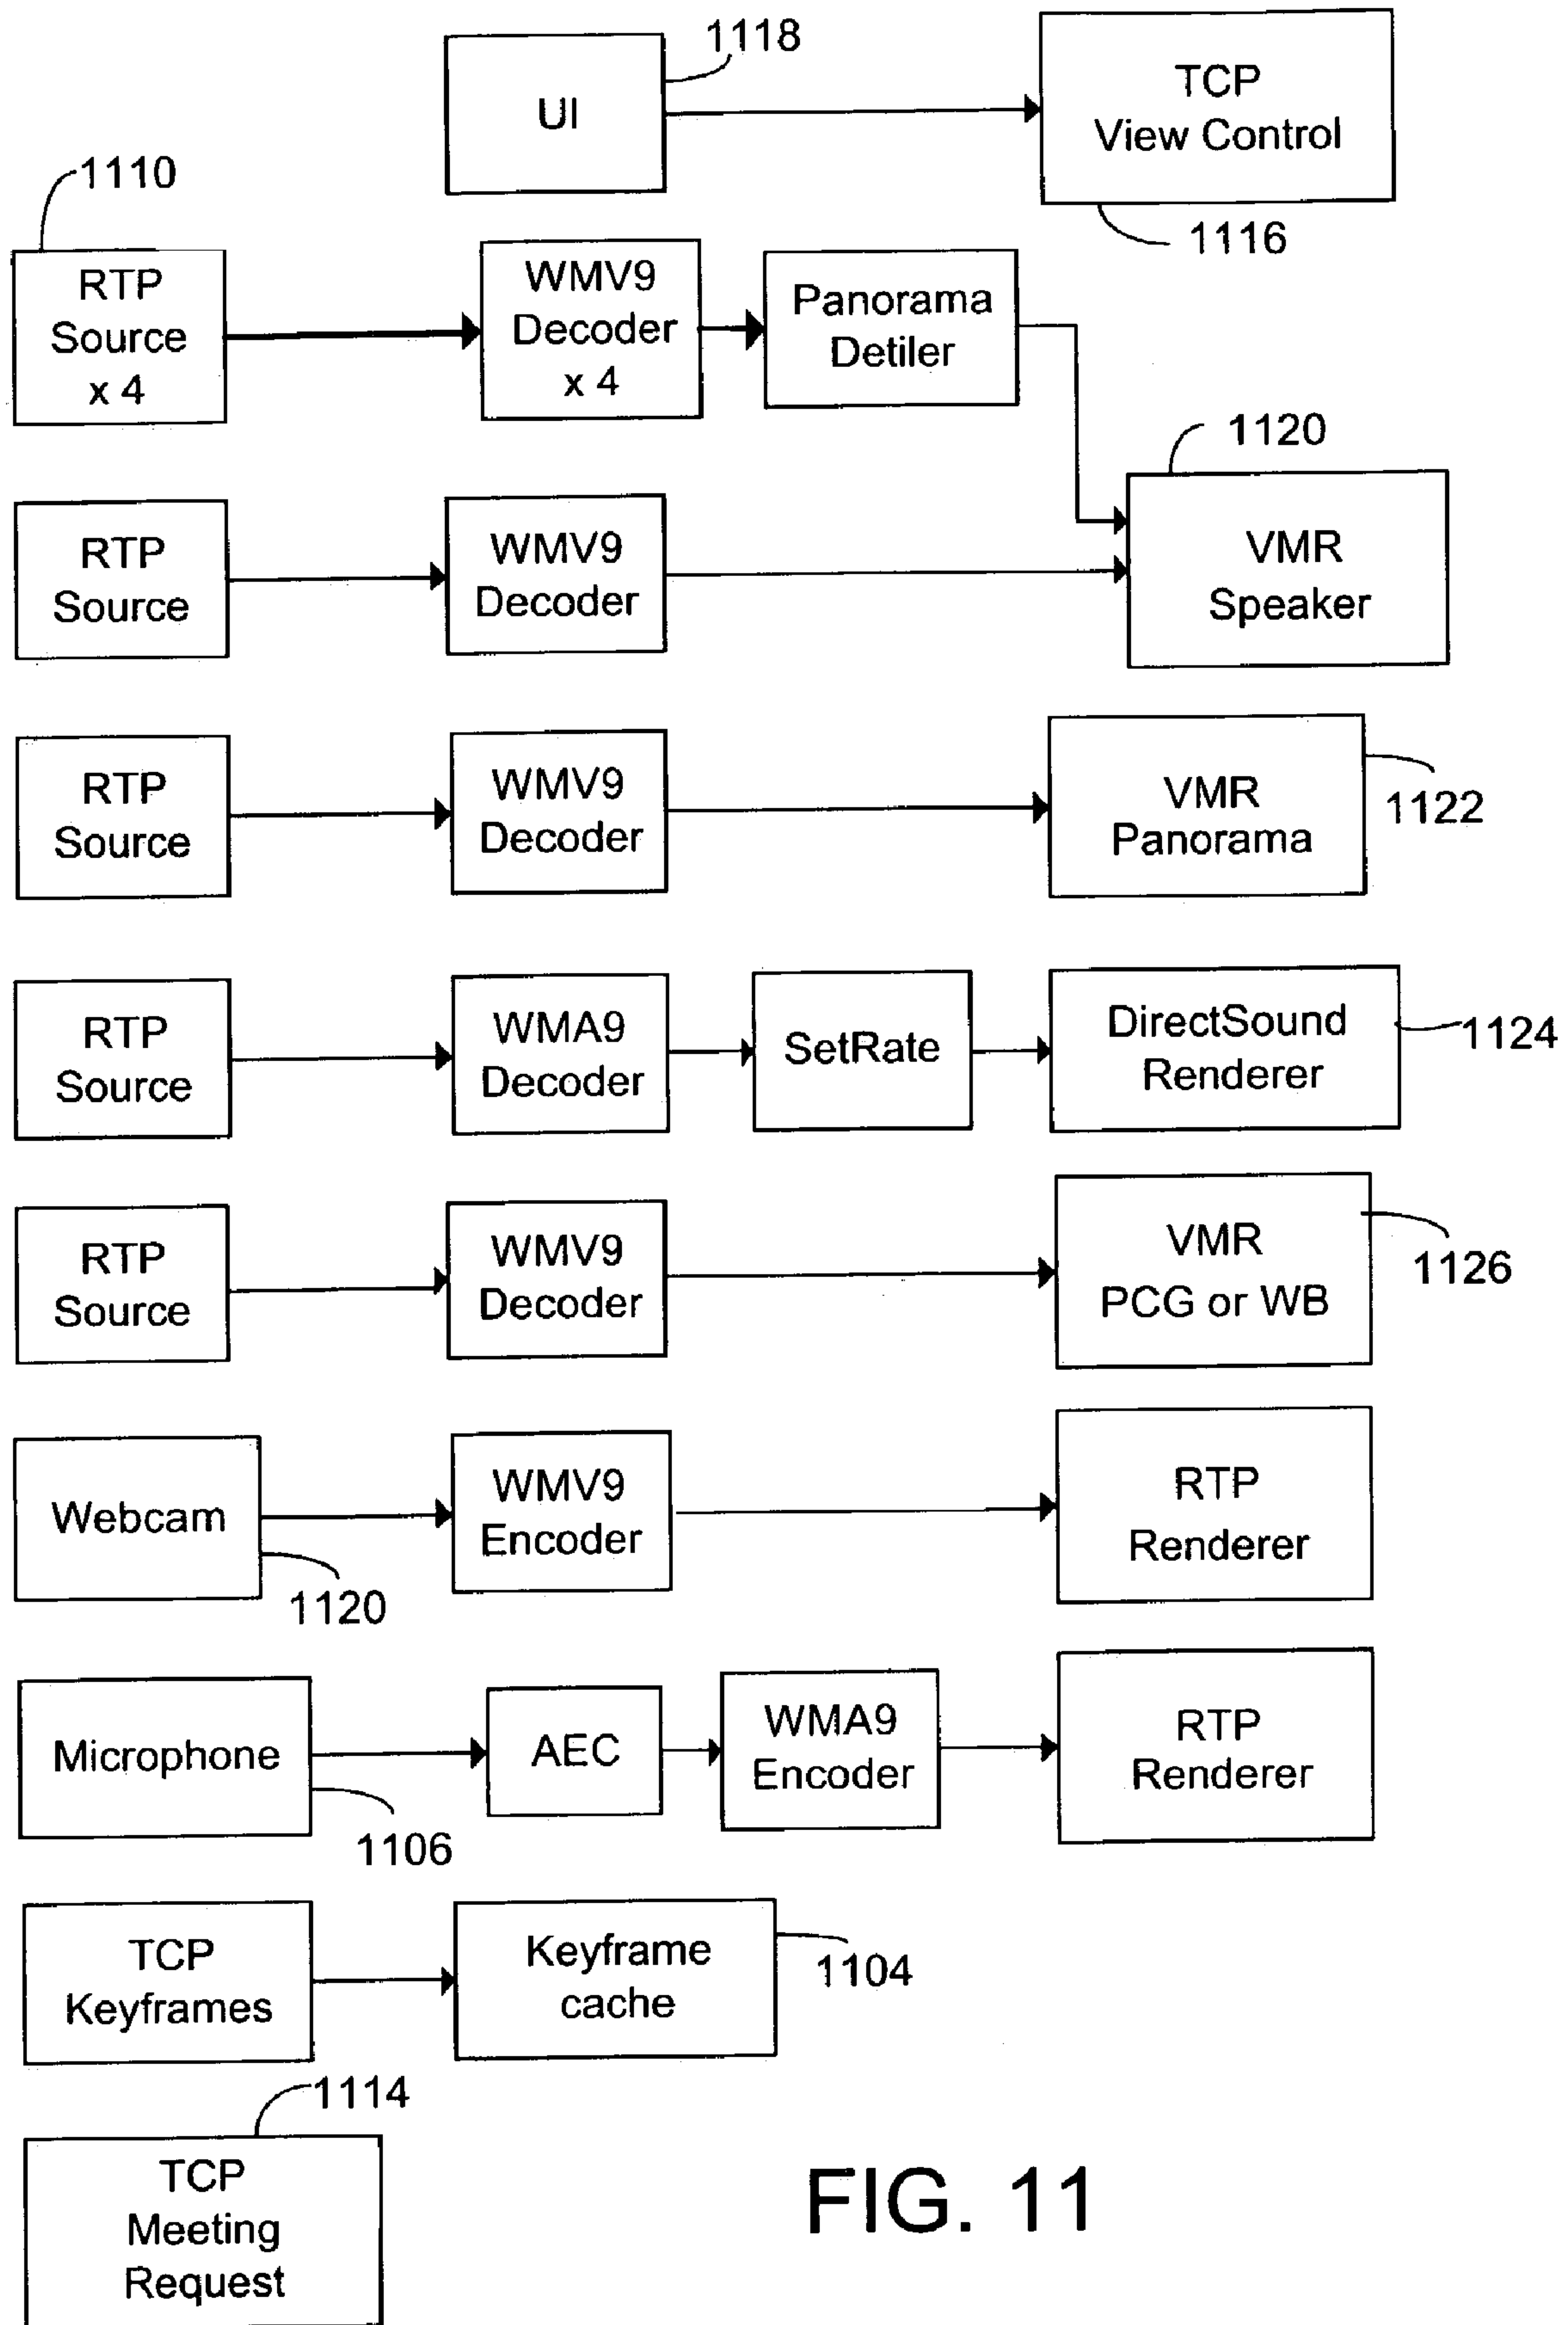 1118
UI
TCP
View Control
1116
1110
RTP
Source
x 4
WMV9
Decoder
x 4
Panorama
Detiler
1120
RTP
Source
WMV9
Decoder
VMR
Speaker
RTP
Source
WMV9
Decoder
VMR
Panorama
1122
RTP
Source
WMA9
Decoder
SetRate
DirectSound
Renderer
1124
RTP
Source
WMV9
Decoder
VMR
PCG or WB
1126
Webcam
1120
WMV9
Encoder
RTP
Renderer
Microphone
1106
AEC
WMA9
Encoder
RTP
Renderer
TCP
Keyframes
Keyframe
cache
1104
1114
TCP
Meeting
Request
FIG. 11